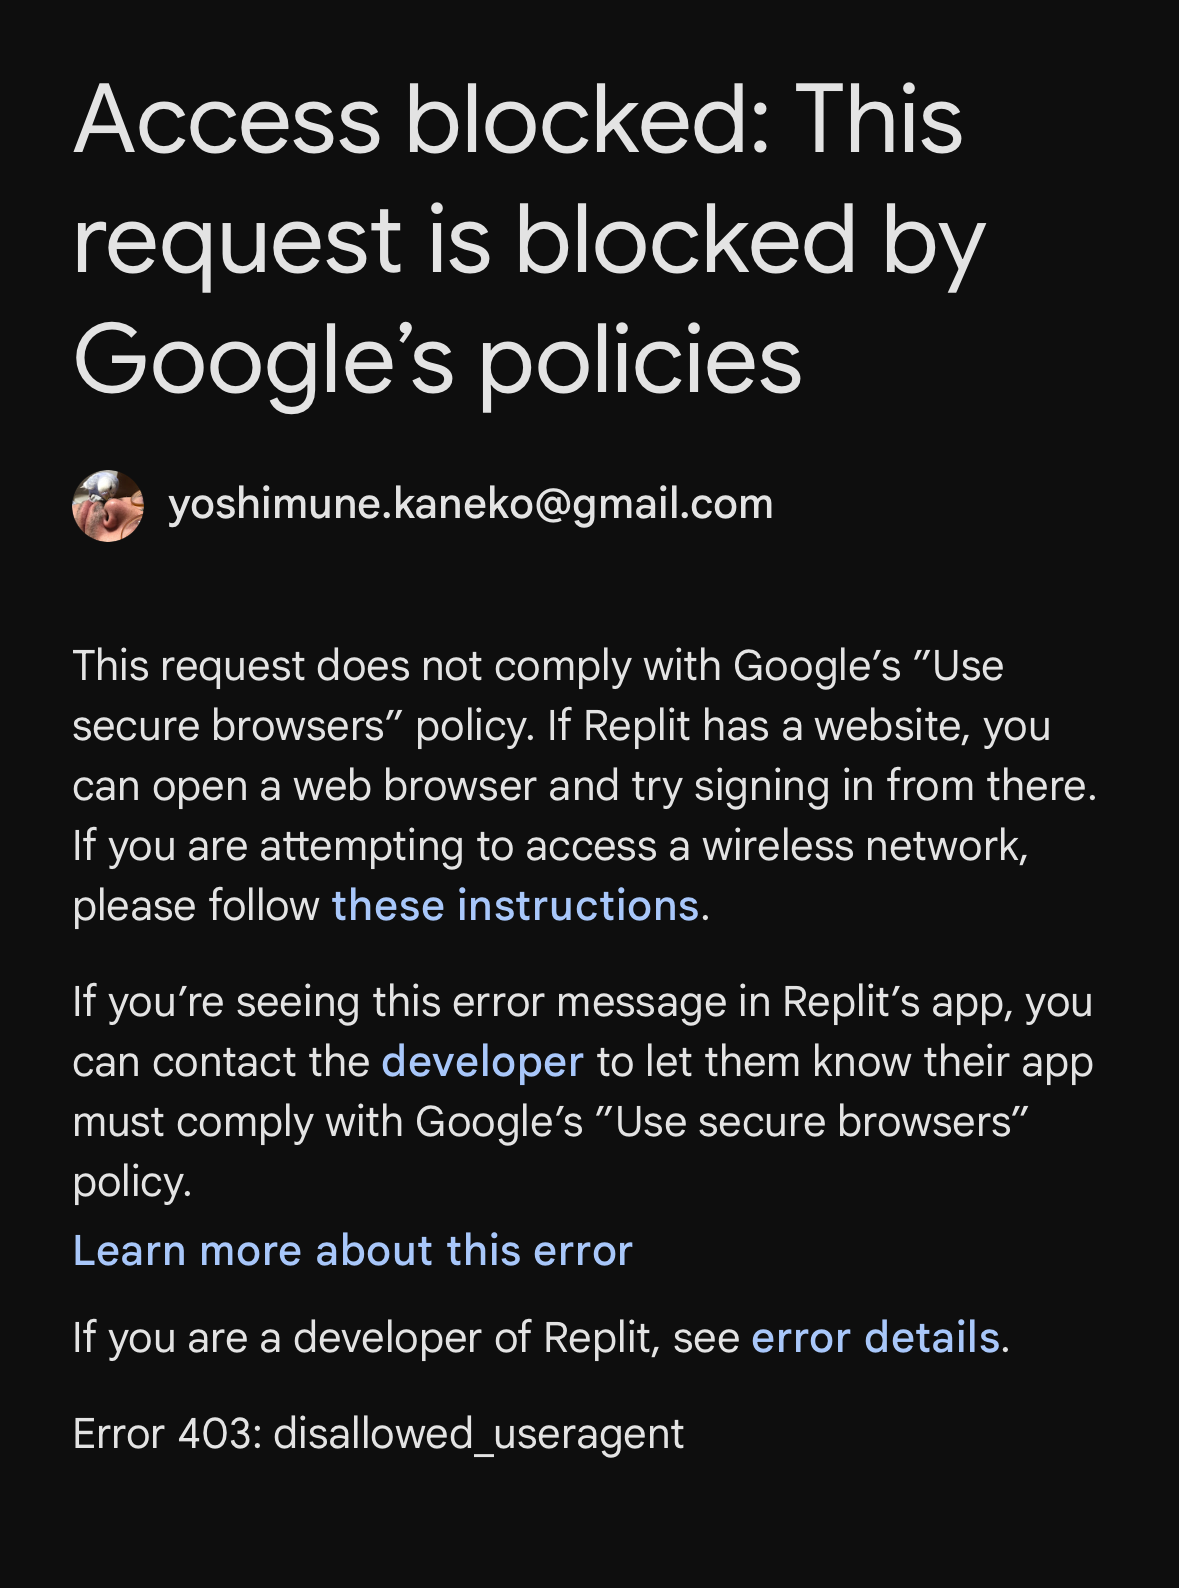 Access blocked: This
request is blocked by
Google’s policies
yoshimune.kaneko@gmail.com
This request does not comply with Google’s ”Use
secure browsers” policy. If Replit has a website, you
can open a web browser and try signing in from there.
If you are attempting to access a wireless network,
please follow these instructions.
If you’re seeing this error message in Replit’s app, you
can contact the developer to let them know their app
must comply with Google’s ”Use secure browsers”
policy.
Learn more about this error
If you are a developer of Replit, see error details.
Error 403: disallowed_useragent